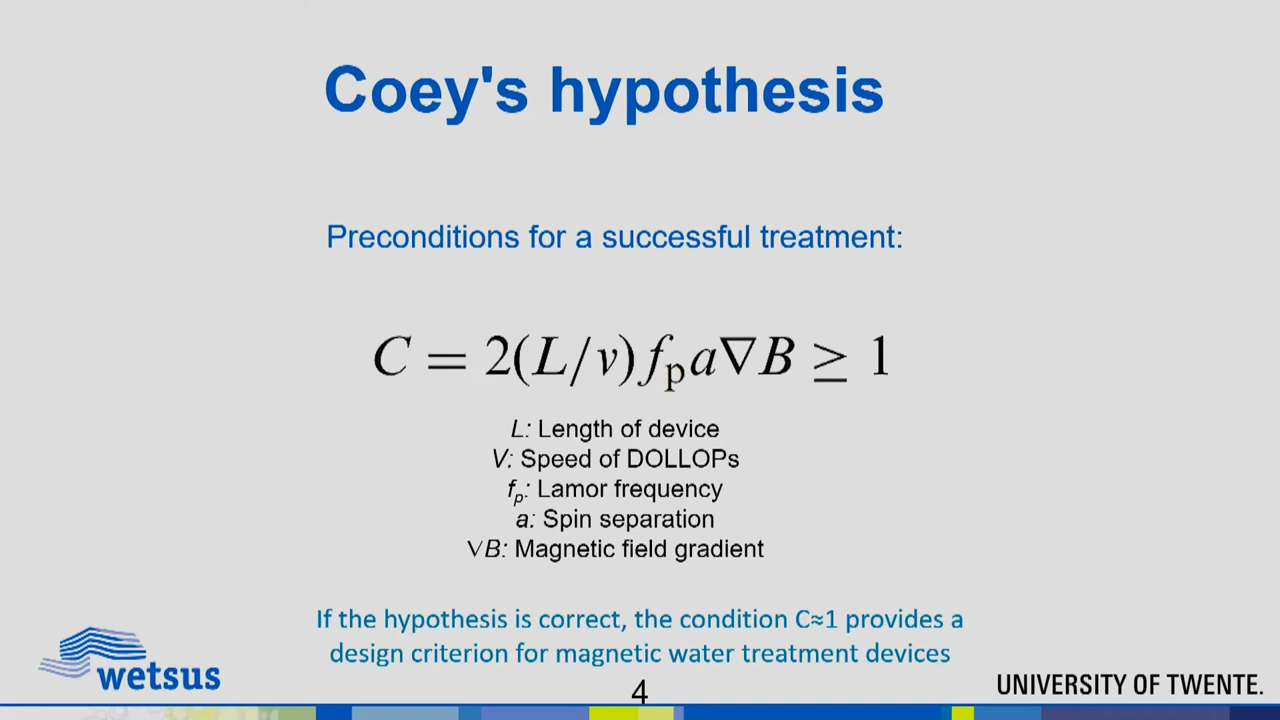 Coey's hypothesis
Preconditions for a successful treatment:
C = 2(L/v)fₚa∇B ≥ 1
L: Length of device
V: Speed of DOLLOPs
fₚ: Lamor frequency
a: Spin separation
∇B: Magnetic field gradient
If the hypothesis is correct, the condition C≈1 provides a
design criterion for magnetic water treatment devices
wetsus
4
UNIVERSITY OF TWENTE.